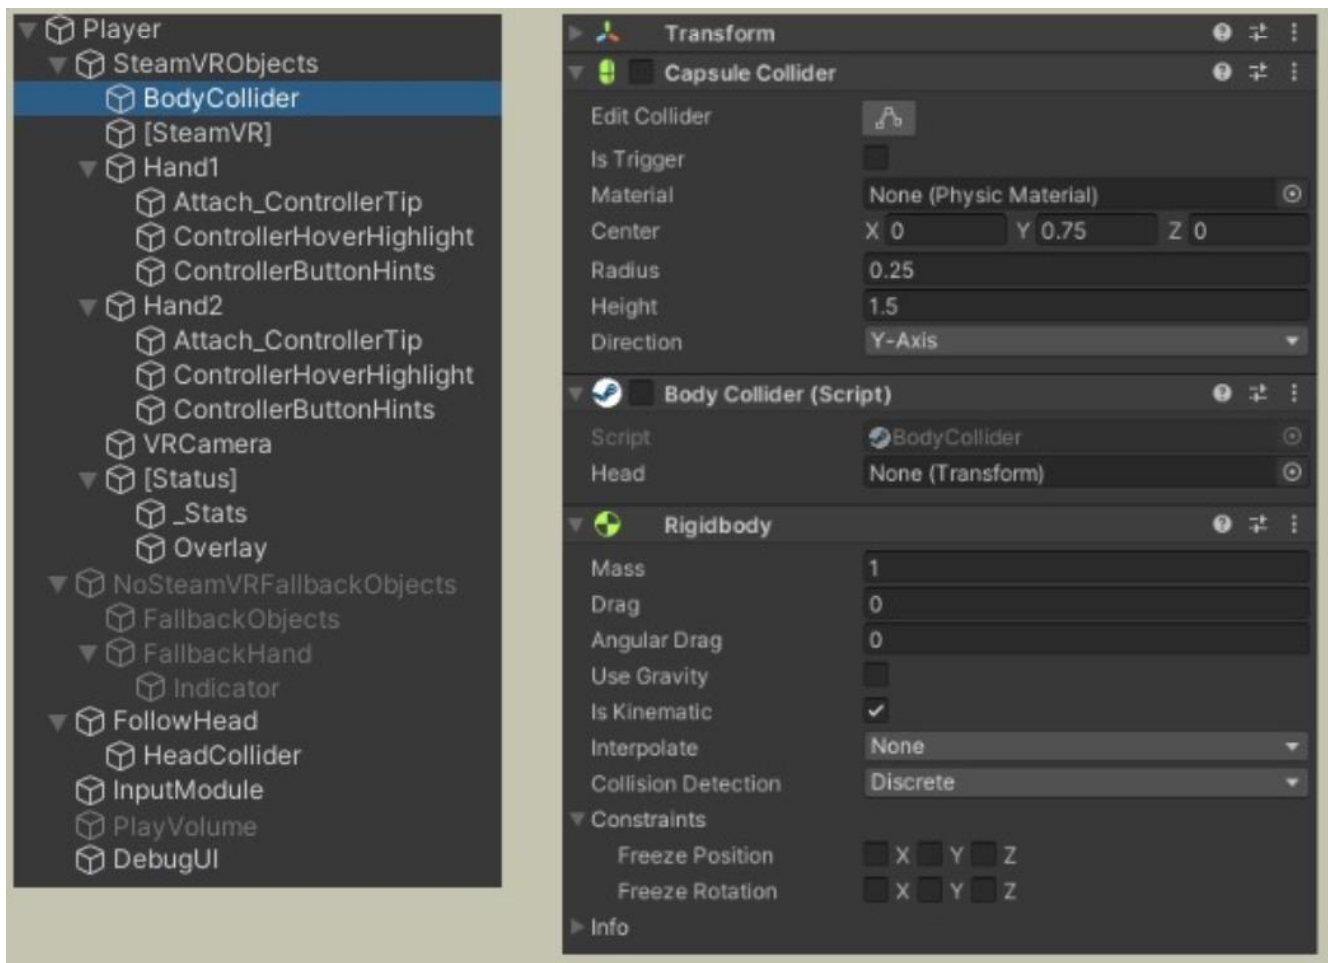 Player
SteamVRObjects
BodyCollider
[SteamVR]
Hand1
Attach_ControllerTip
ControllerHoverHighlight
ControllerButtonHints
Hand2
Attach_ControllerTip
ControllerHoverHighlight
ControllerButtonHints
VRCamera
[Status]
_Stats
Overlay
NoSteamVRFallbackObjects
FallbackObjects
FallbackHand
Indicator
FollowHead
HeadCollider
InputModule
PlayVolume
DebugUI
Transform
Capsule Collider
Edit Collider
Is Trigger
Material None (Physic Material)
Center X 0 Y 0.75 Z 0
Radius 0.25
Height 1.5
Direction Y-Axis
Body Collider (Script)
Script BodyCollider
Head None (Transform)
Rigidbody
Mass 1
Drag 0
Angular Drag 0
Use Gravity
Is Kinematic
Interpolate None
Collision Detection Discrete
Constraints
Freeze Position X Y Z
Freeze Rotation X Y Z
Info